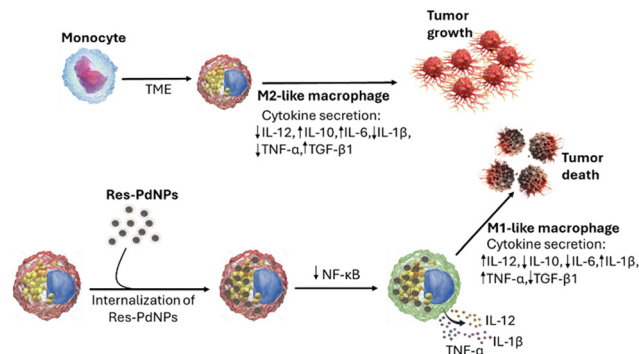 Monocyte
TME
M2-like macrophage
Cytokine secretion:
↓IL-12,↑IL-10,↑IL-6,↓IL-1β,
↓TNF-α,↑TGF-β1
Tumor
growth
Tumor
death
Res-PdNPs
Internalization of
Res-PdNPs
↓ NF-κB
M1-like macrophage
Cytokine secretion:
↑IL-12,↓IL-10,↓IL-6,↑IL-1β,
↑TNF-α,↓TGF-β1
IL-12
IL-1β
TNF-α